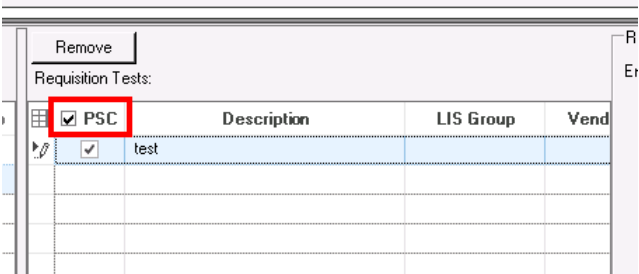 Remove
Requisition Tests:
PSC Description LIS Group Vend
test
R
Er